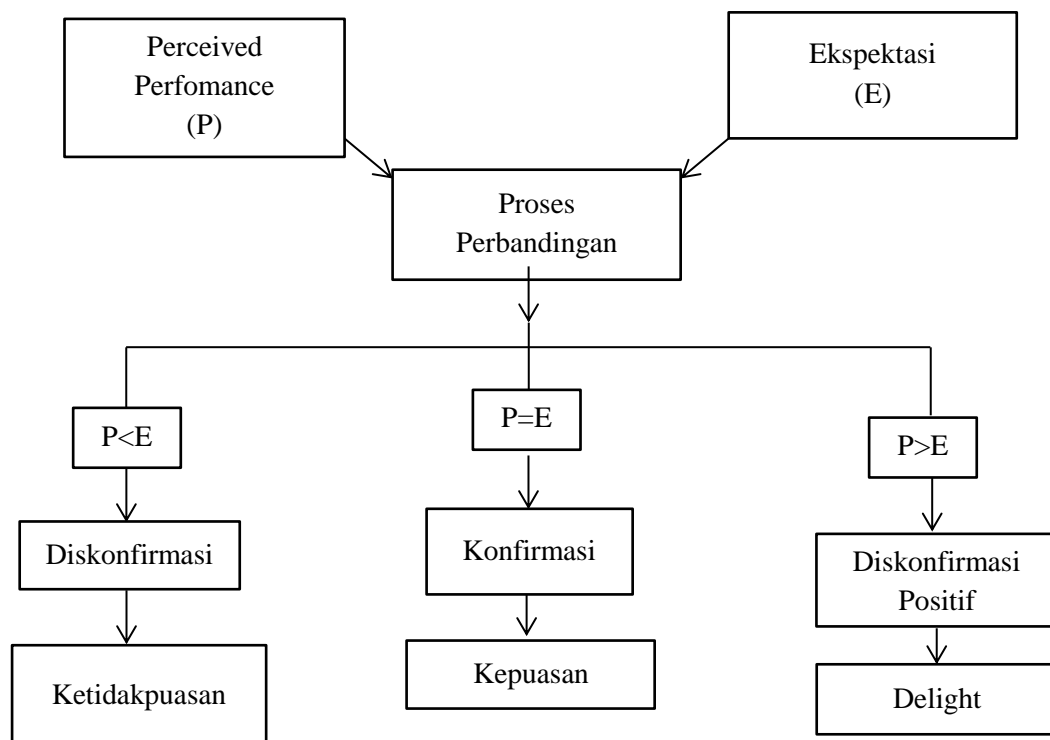 Perceived
Perfomance
(P)
Ekspektasi
(E)
Proses
Perbandingan
P<E
P=E
P>E
Diskonfirmasi
Konfirmasi
Diskonfirmasi
Positif
Ketidakpuasan
Kepuasan
Delight